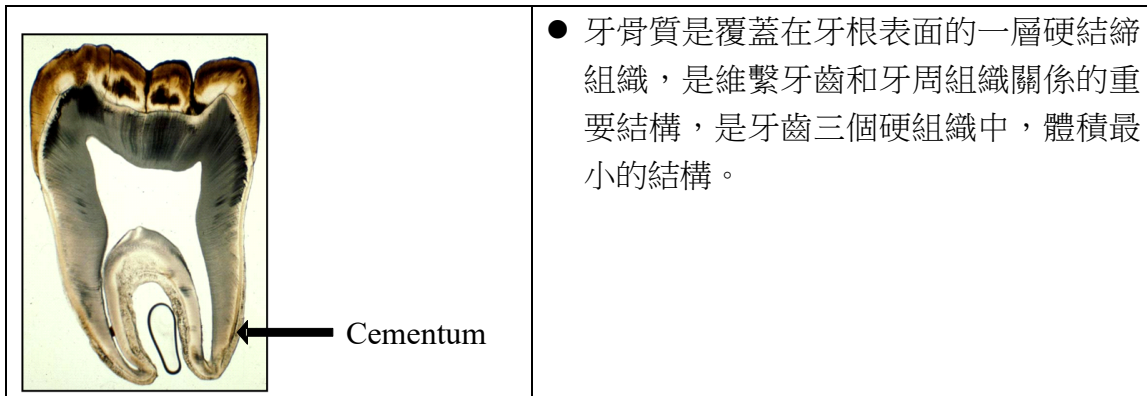 ● 牙骨質是覆蓋在牙根表面的一層硬結締
組織，是維繫牙齒和牙周組織關係的重
要結構，是牙齒三個硬組織中，體積最
小的結構。
Cementum